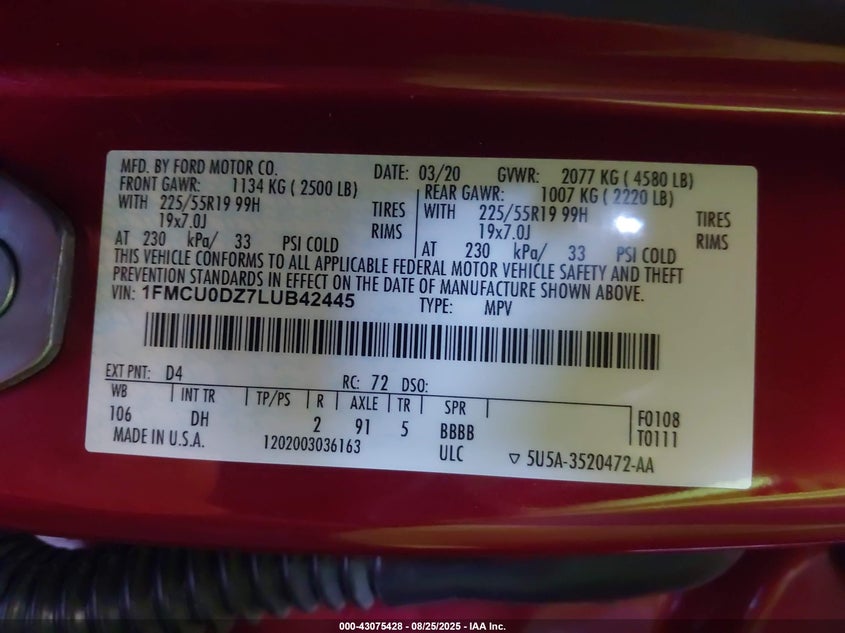 MFD. BY FORD MOTOR CO. DATE: 03/20 GVWR: 2077 KG ( 4580 LB)
FRONT GAWR: 1134 KG ( 2500 LB) REAR GAWR: 1007 KG ( 2220 LB)
WITH 225/55R19 99H TIRES WITH 225/55R19 99H TIRES
19x7.0J RIMS 19x7.0J RIMS
AT 230 kPa/ 33 PSI COLD AT 230 kPa/ 33 PSI COLD
THIS VEHICLE CONFORMS TO ALL APPLICABLE FEDERAL MOTOR VEHICLE SAFETY AND THEFT
PREVENTION STANDARDS IN EFFECT ON THE DATE OF MANUFACTURE SHOWN ABOVE.
VIN: 1FMCU0DZ7LUB42445 TYPE: MPV
EXT PNT: D4 RC: 72 DSO:
WB INT TR TP/PS R AXLE TR SPR F0108
106 DH 2 91 5 BBBB T0111
MADE IN U.S.A. 1202003036163 ULC ▽ 5U5A-3520472-AA
000-43075428 - 08/25/2025 - IAA Inc.